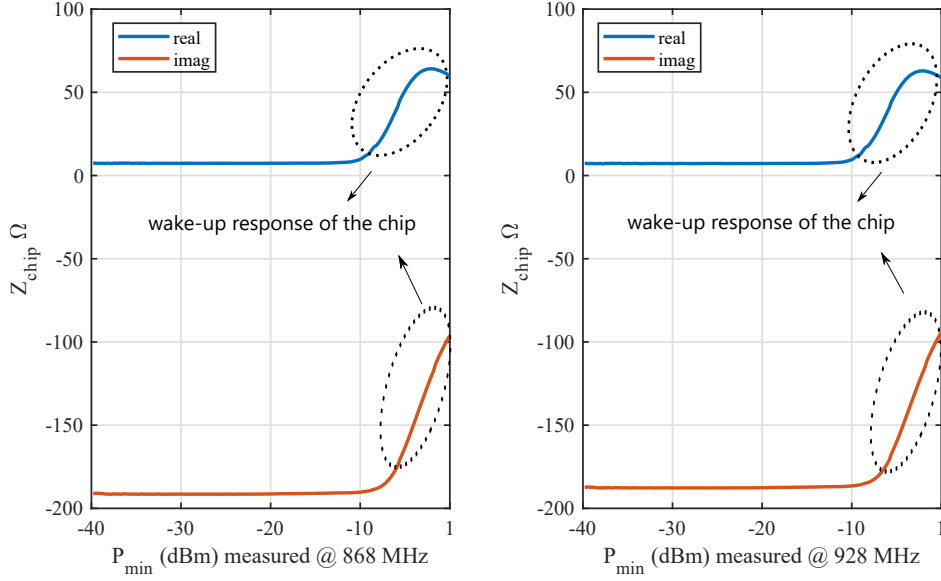 100
50
0
-50
-100
-150
-200
Z_chip Ω
real
imag
wake-up response of the chip
-40
-30
-20
-10
1
P_min (dBm) measured @ 868 MHz
100
50
0
-50
-100
-150
-200
Z_chip Ω
real
imag
wake-up response of the chip
-40
-30
-20
-10
1
P_min (dBm) measured @ 928 MHz